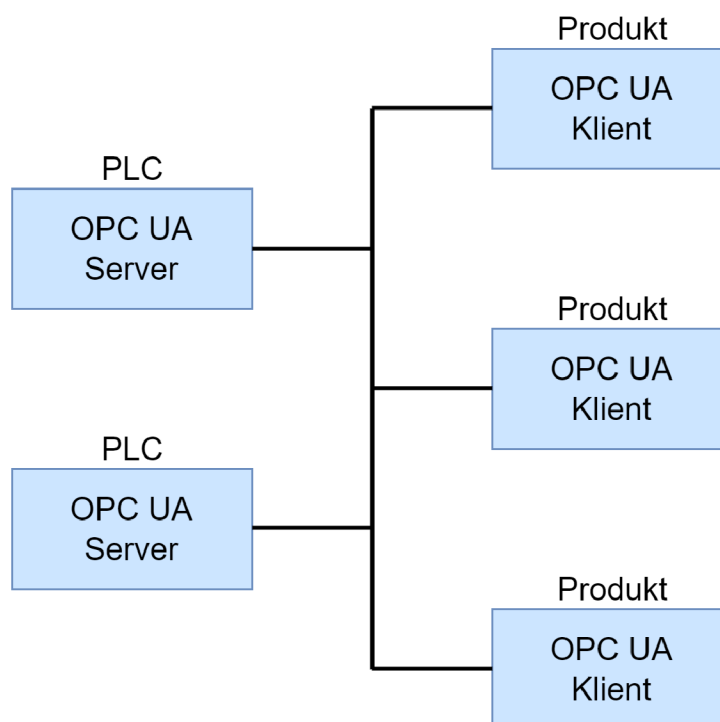 Produkt
OPC UA
Klient
PLC
OPC UA
Server
Produkt
OPC UA
Klient
PLC
OPC UA
Server
Produkt
OPC UA
Klient